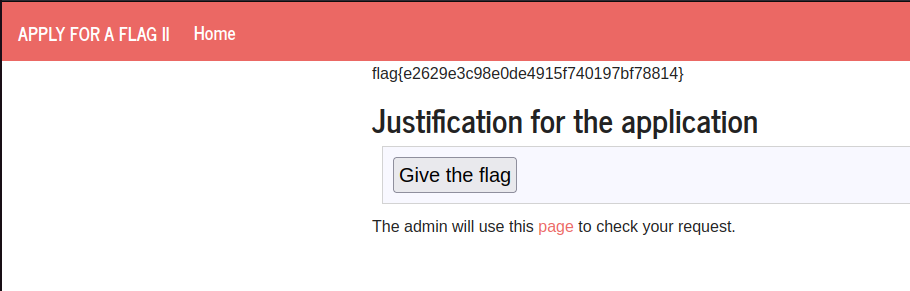 APPLY FOR A FLAG II Home
flag{e2629e3c98e0de4915f740197bf78814}
Justification for the application
Give the flag
The admin will use this page to check your request.